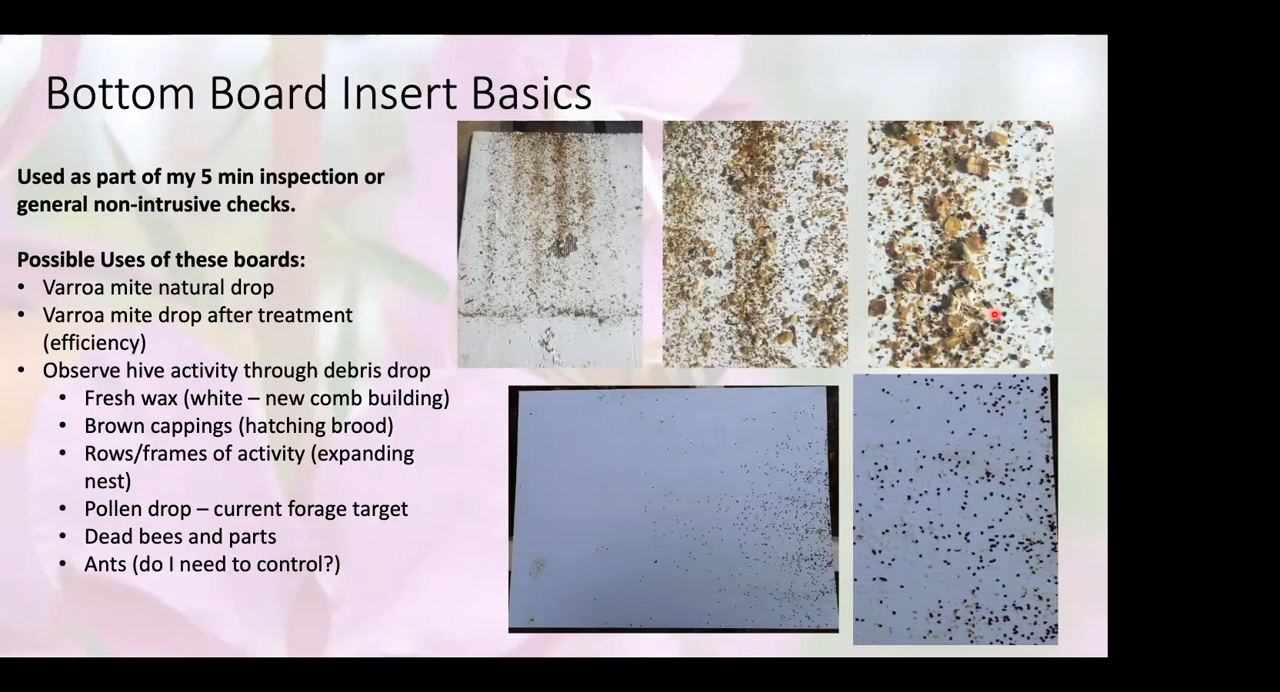 Bottom Board Insert Basics
Used as part of my 5 min inspection or
general non-intrusive checks.
Possible Uses of these boards:
• Varroa mite natural drop
• Varroa mite drop after treatment
(efficiency)
• Observe hive activity through debris drop
• Fresh wax (white – new comb building)
• Brown cappings (hatching brood)
• Rows/frames of activity (expanding
nest)
• Pollen drop – current forage target
• Dead bees and parts
• Ants (do I need to control?)